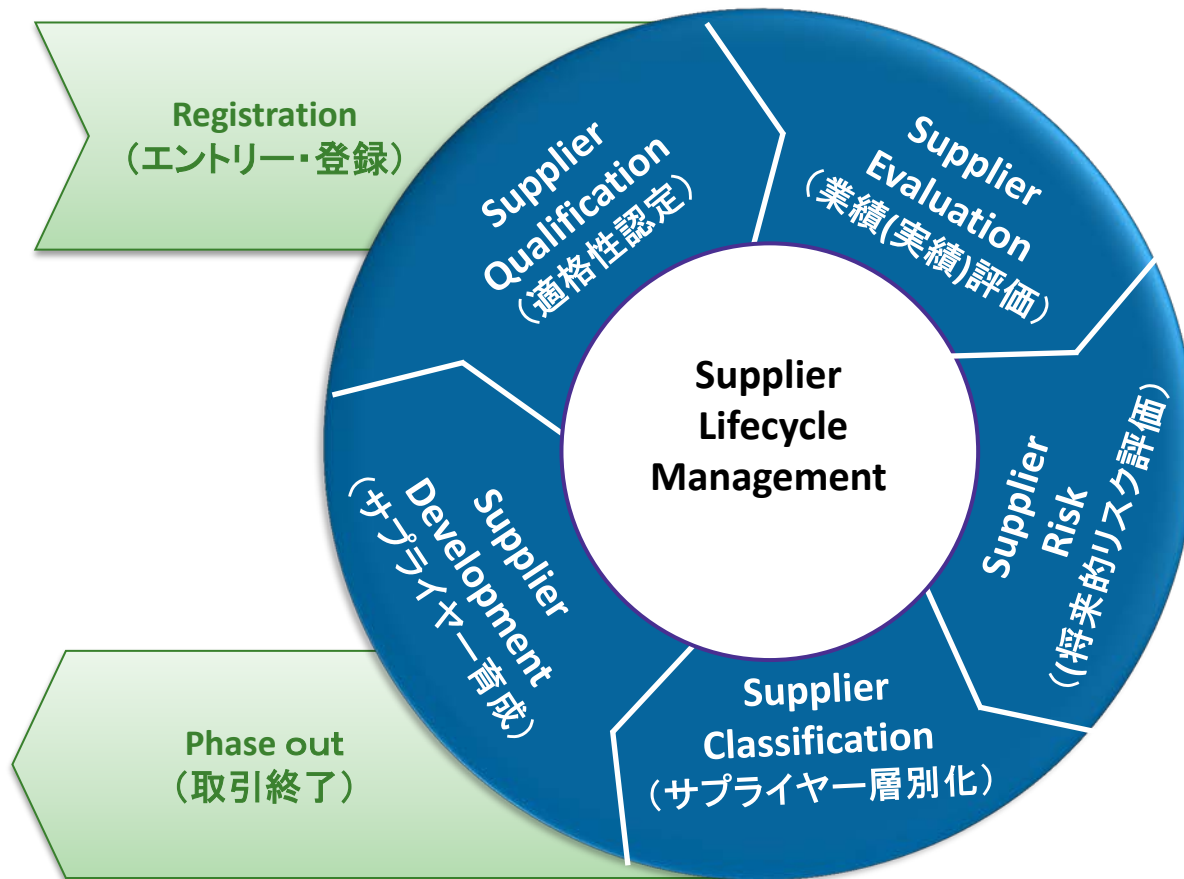 Registration
（エントリー・登録）
Supplier
Qualification
（適格性認定）
Supplier
Evaluation
（業績(実績)評価）
Supplier
Risk
（(将来的リスク評価）
Supplier
Classification
（サプライヤー層別化）
Supplier
Development
（サプライヤー育成）
Supplier
Lifecycle
Management
Phase out
（取引終了）